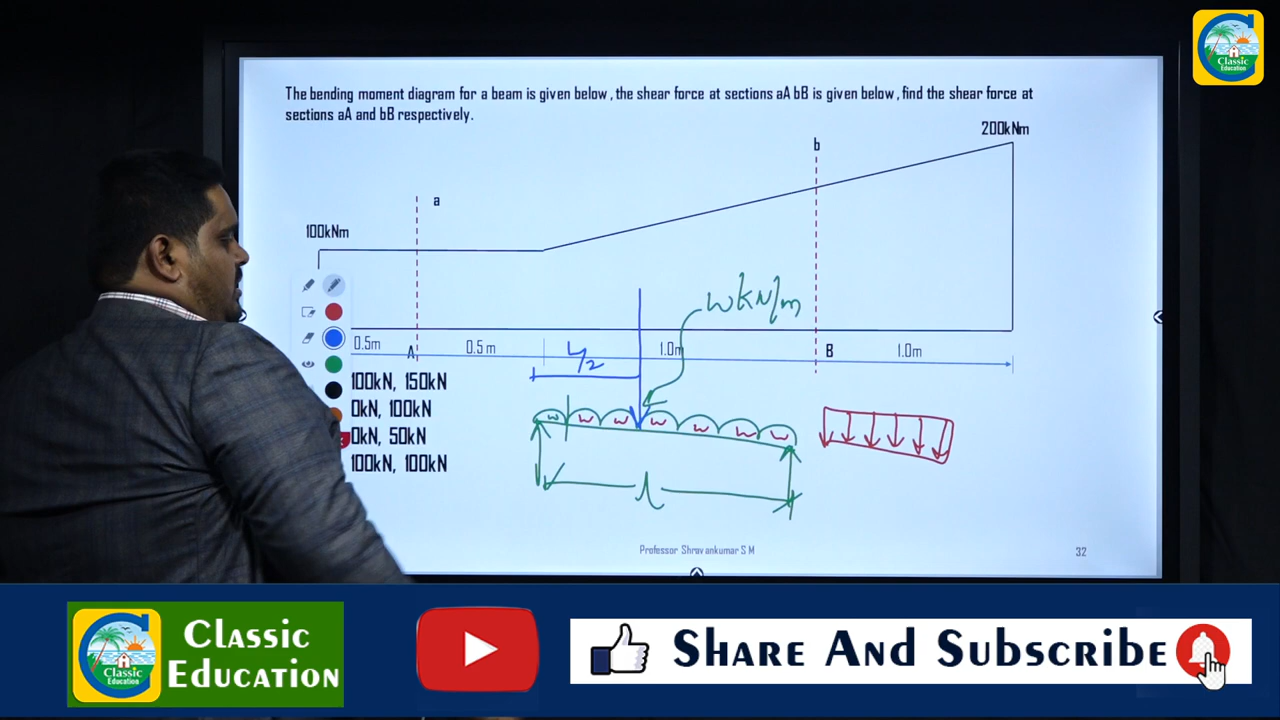 Classic
Education
The bending moment diagram for a beam is given below, the shear force at sections aA bB is given below, find the shear force at
sections aA and bB respectively.
200kNm
b
a
100kNm
wkN/m
0.5m
A
0.5 m
L/2
1.0m
B
1.0m
100kN, 150kN
0kN, 100kN
0kN, 50kN
100kN, 100kN
w w w w w w w
l
Professor Shravankumar S M
32
Classic
Education
Classic
Education
Share And Subscribe